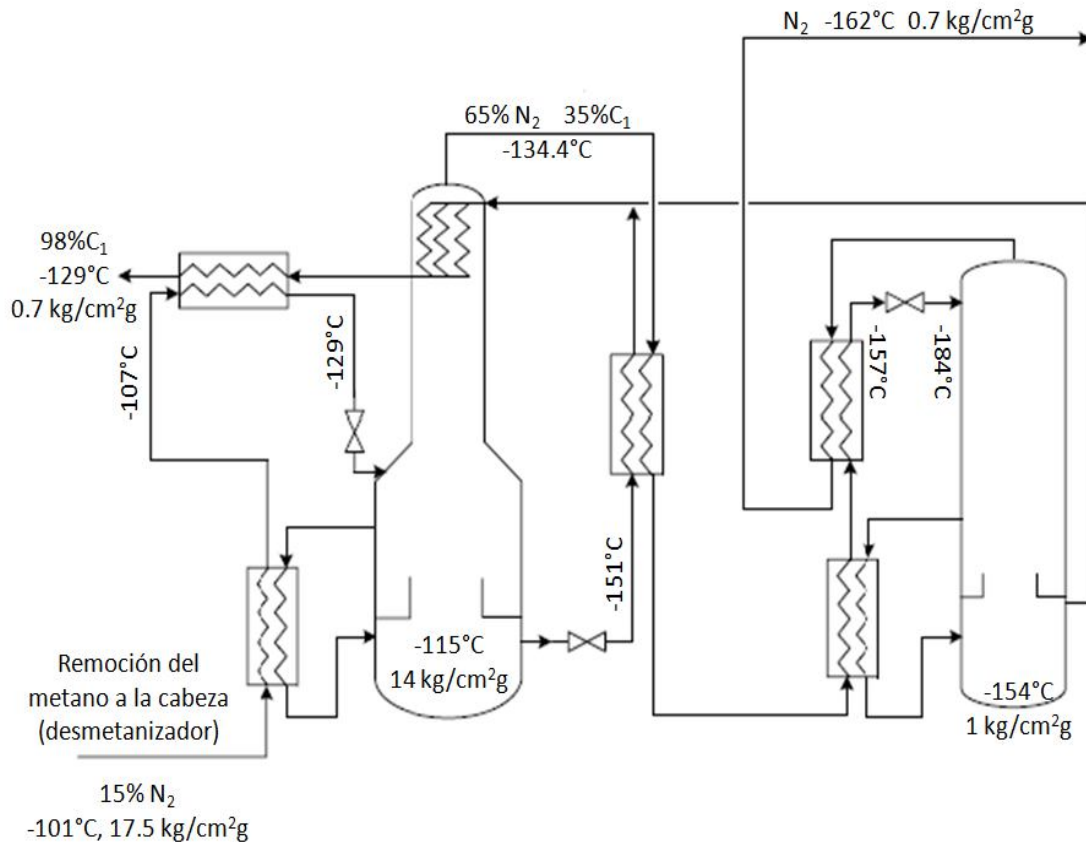 N₂ -162°C 0.7 kg/cm²g
65% N₂ 35%C₁
-134.4°C
98%C₁
-129°C
0.7 kg/cm²g
-107°C
-129°C
-157°C
-184°C
-151°C
-115°C
14 kg/cm²g
Remoción del
metano a la cabeza
(desmetanizador)
-154°C
1 kg/cm²g
15% N₂
-101°C, 17.5 kg/cm²g